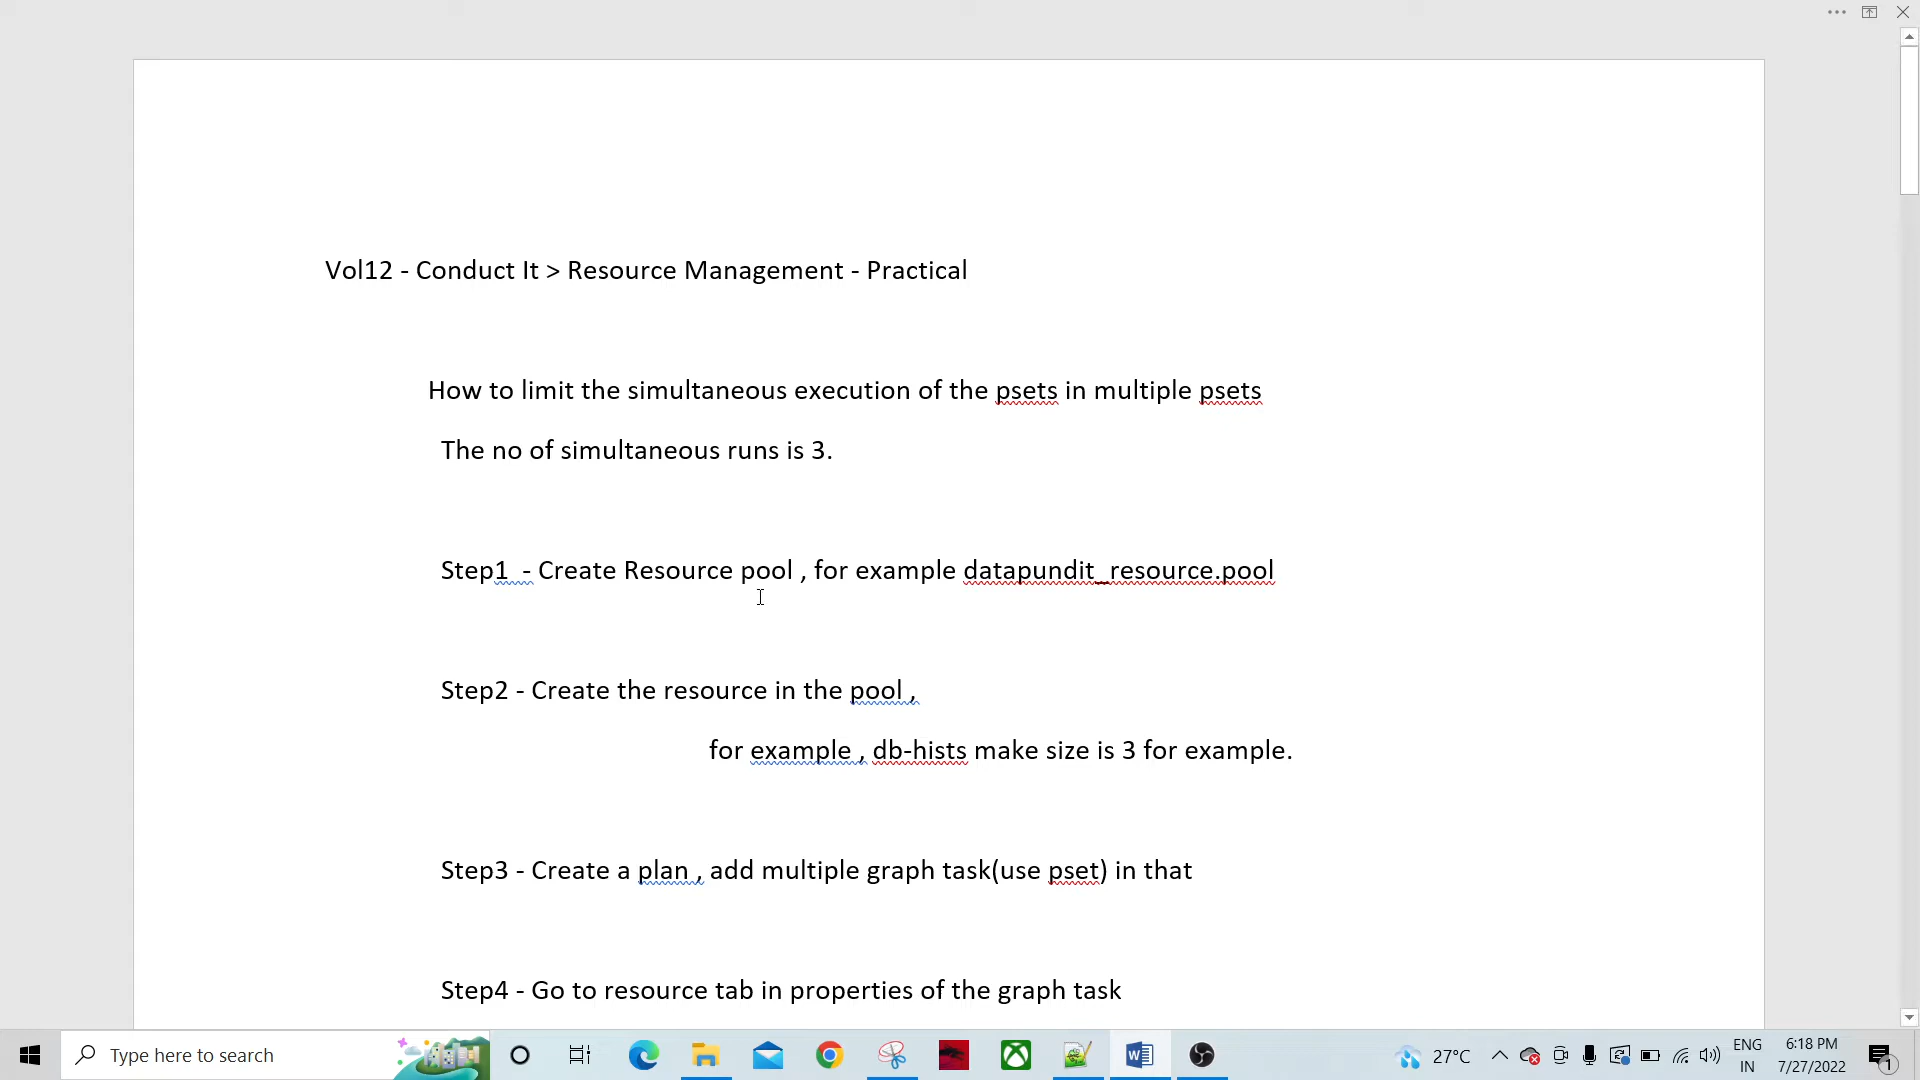 Vol12 - Conduct It > Resource Management - Practical
How to limit the simultaneous execution of the psets in multiple psets
The no of simultaneous runs is 3.
Step1  - Create Resource pool , for example datapundit_resource.pool
Step2 - Create the resource in the pool ,
for example , db-hists make size is 3 for example.
Step3 - Create a plan , add multiple graph task(use pset) in that
Step4 - Go to resource tab in properties of the graph task
Type here to search
27°C
ENG
IN
6:18 PM
7/27/2022
1